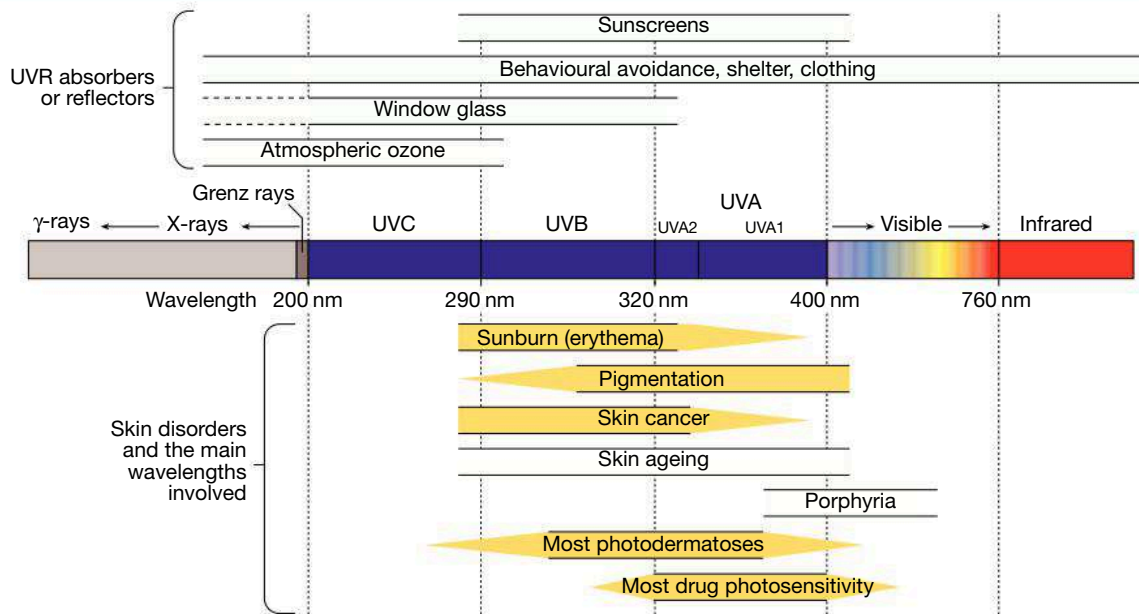 Sunscreens
UVR absorbers
or reflectors
Behavioural avoidance, shelter, clothing
Window glass
Atmospheric ozone
Grenz rays
γ-rays
X-rays
UVC
UVB
UVA
UVA2
UVA1
Visible
Infrared
Wavelength
200 nm
290 nm
320 nm
400 nm
760 nm
Skin disorders
and the main
wavelengths
involved
Sunburn (erythema)
Pigmentation
Skin cancer
Skin ageing
Porphyria
Most photodermatoses
Most drug photosensitivity